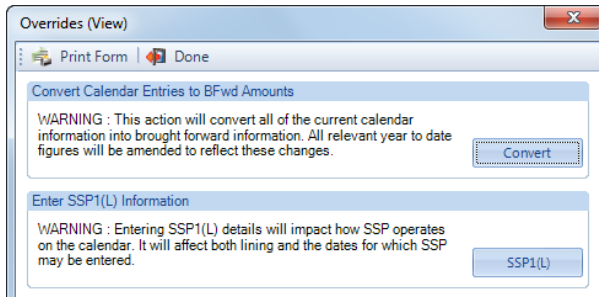 Overrides (View)
Print Form Done
Convert Calendar Entries to BFwd Amounts
WARNING : This action will convert all of the current calendar
information into brought forward information. All relevant year to date
figures will be amended to reflect these changes.
Convert
Enter SSP1(L) Information
WARNING : Entering SSP1(L) details will impact how SSP operates
on the calendar. It will affect both lining and the dates for which SSP
may be entered.
SSP1(L)